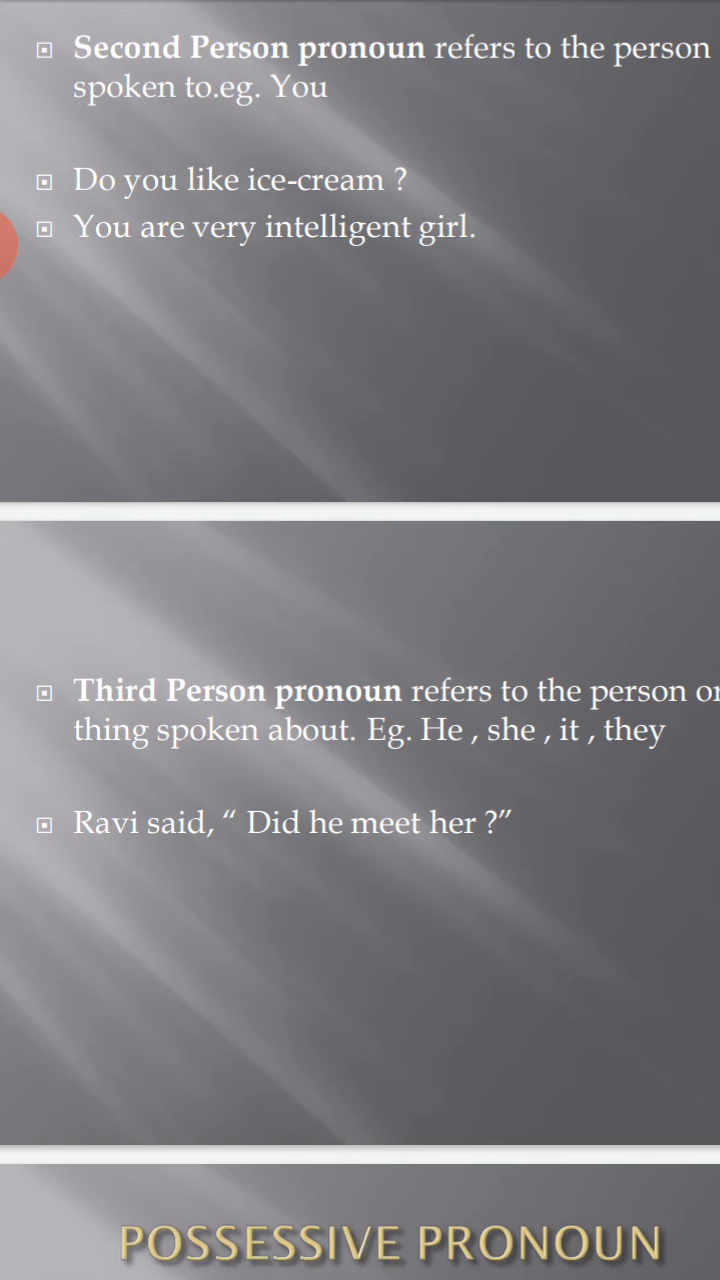 Second Person pronoun refers to the person
spoken to.eg. You
Do you like ice-cream ?
You are very intelligent girl.
Third Person pronoun refers to the person or
thing spoken about. Eg. He , she , it , they
Ravi said, “ Did he meet her ?”
POSSESSIVE PRONOUN